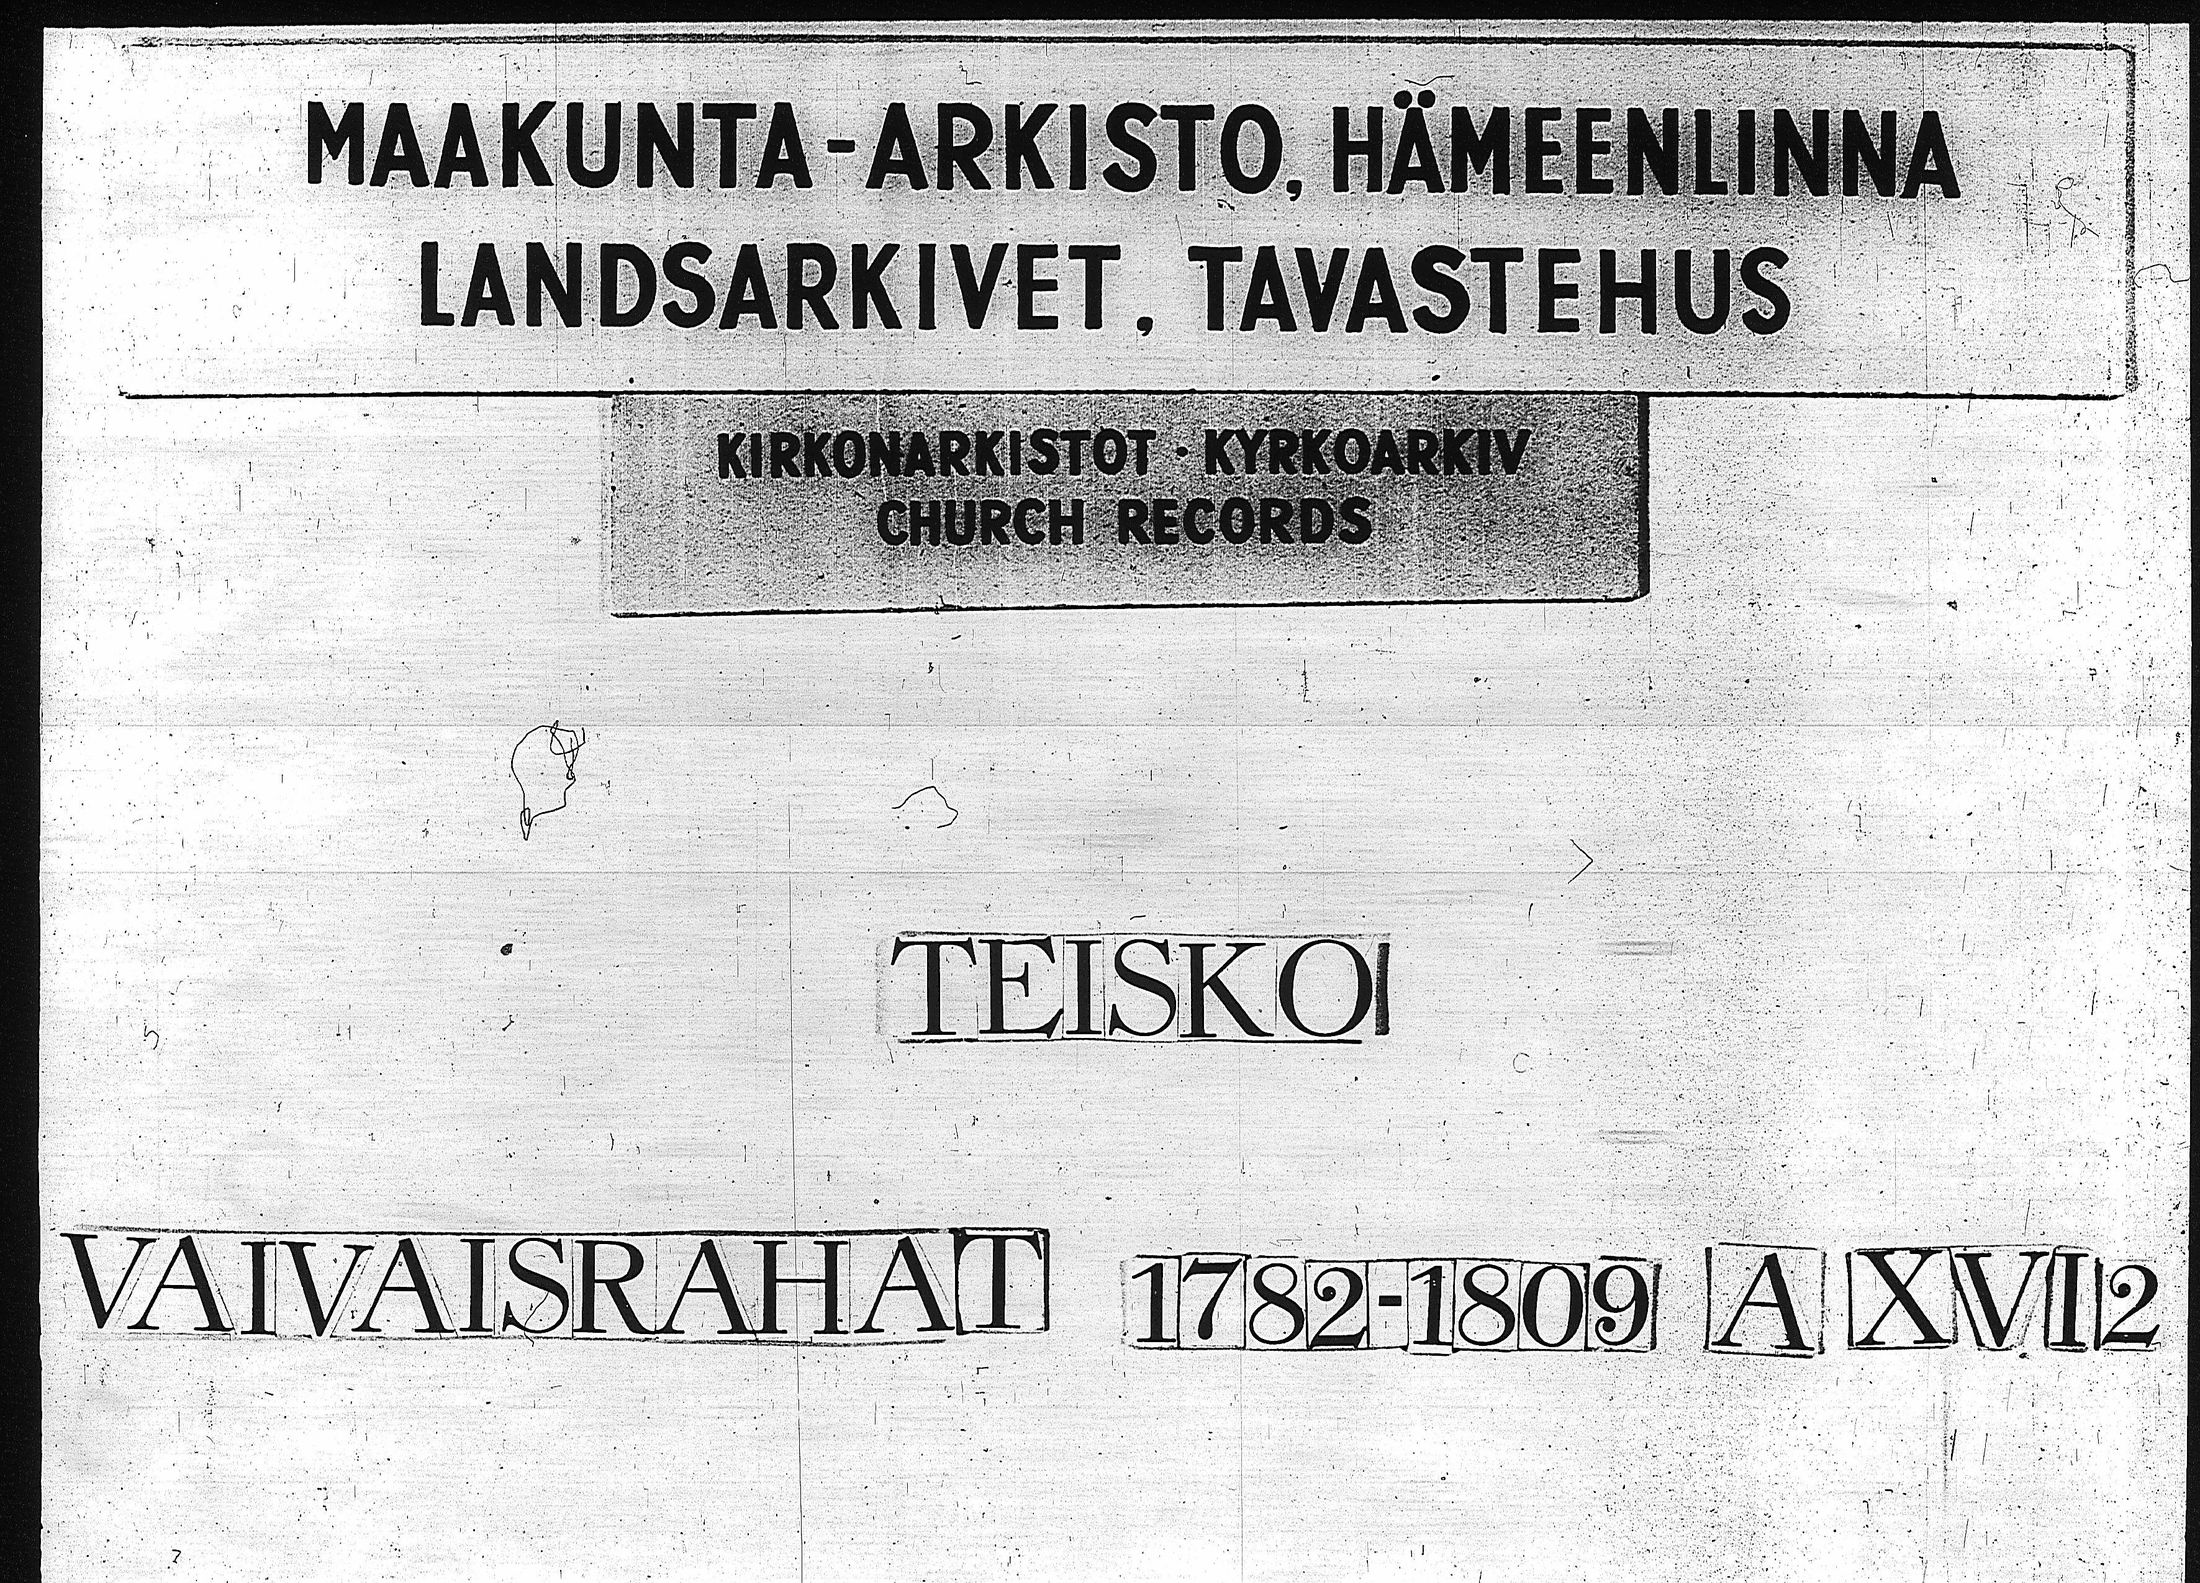 MAAKUNTA-ARKISTO, HÄMEENLINNA
LANDSARKIVET, TAVASTEHUS
KIRKONARKISTOT · KYRKOARKIV
CHURCH RECORDS
TEISKO
VAIVAISRAHAT 1782-1809 A XVI 2